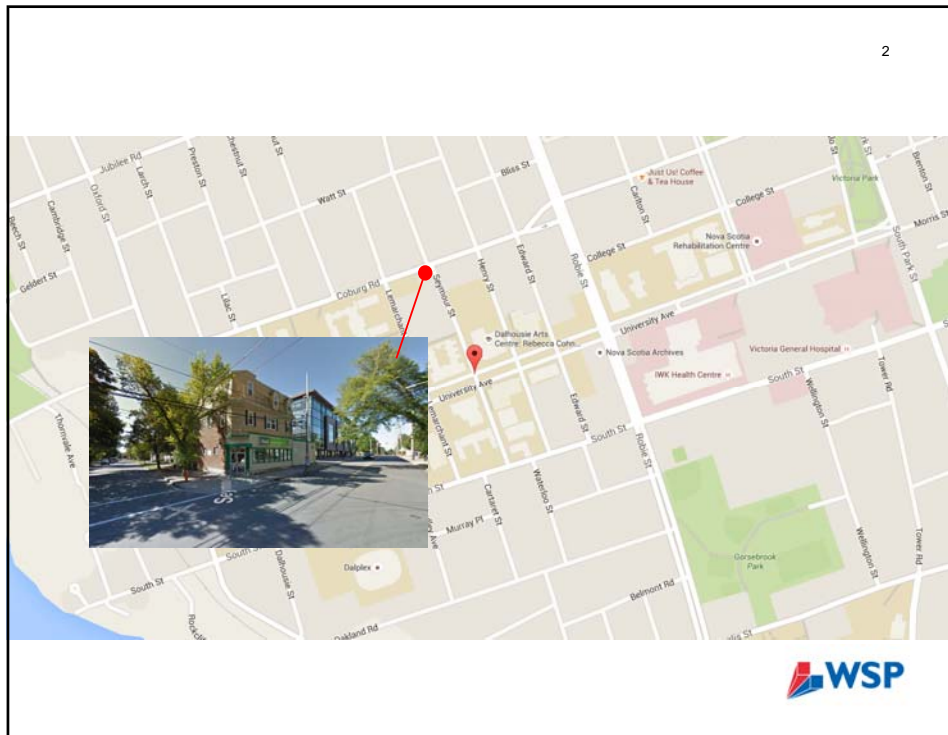 2
Jubilee Rd
Oxford St
Larch St
Preston St
Watt St
Bliss St
Just Us! Coffee
& Tea House
Carlton St
College St
Victoria Park
Brenton St
Morris St
South Park St
Beech St
Cambridge St
Geldert St
Nova Scotia
Rehabilitation Centre
College St
Edward St
Henry St
Seymour St
Robie St
Coburg Rd
Lemarchant
Lilac St
University Ave
Dalhousie Arts
Centre: Rebecca Cohn...
Nova Scotia Archives
Victoria General Hospital
IWK Health Centre
South St
Tower Rd
Wellington St
University Ave
Lemarchant St
Edward St
South St
Robie St
Thornvale Ave
Cartaret St
Waterloo St
Murray Pl
South St
Dalhousie St
Dalplex
South St
Oakland Rd
Belmont Rd
Gorsebrook
Park
Wellington St
Tower Rd
WSP